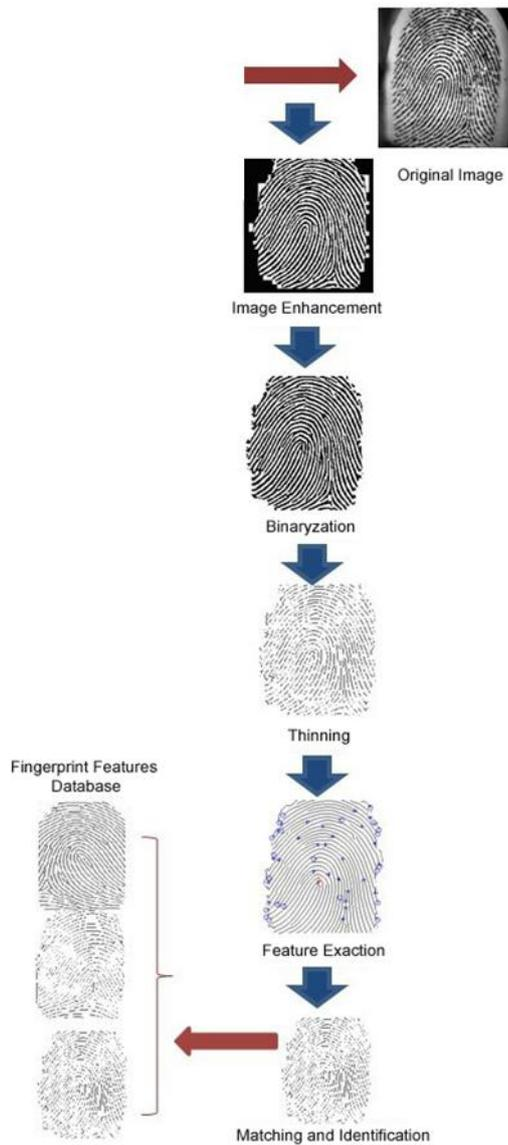 Original Image
Image Enhancement
Binaryzation
Thinning
Fingerprint Features
Database
Feature Exaction
Matching and Identification